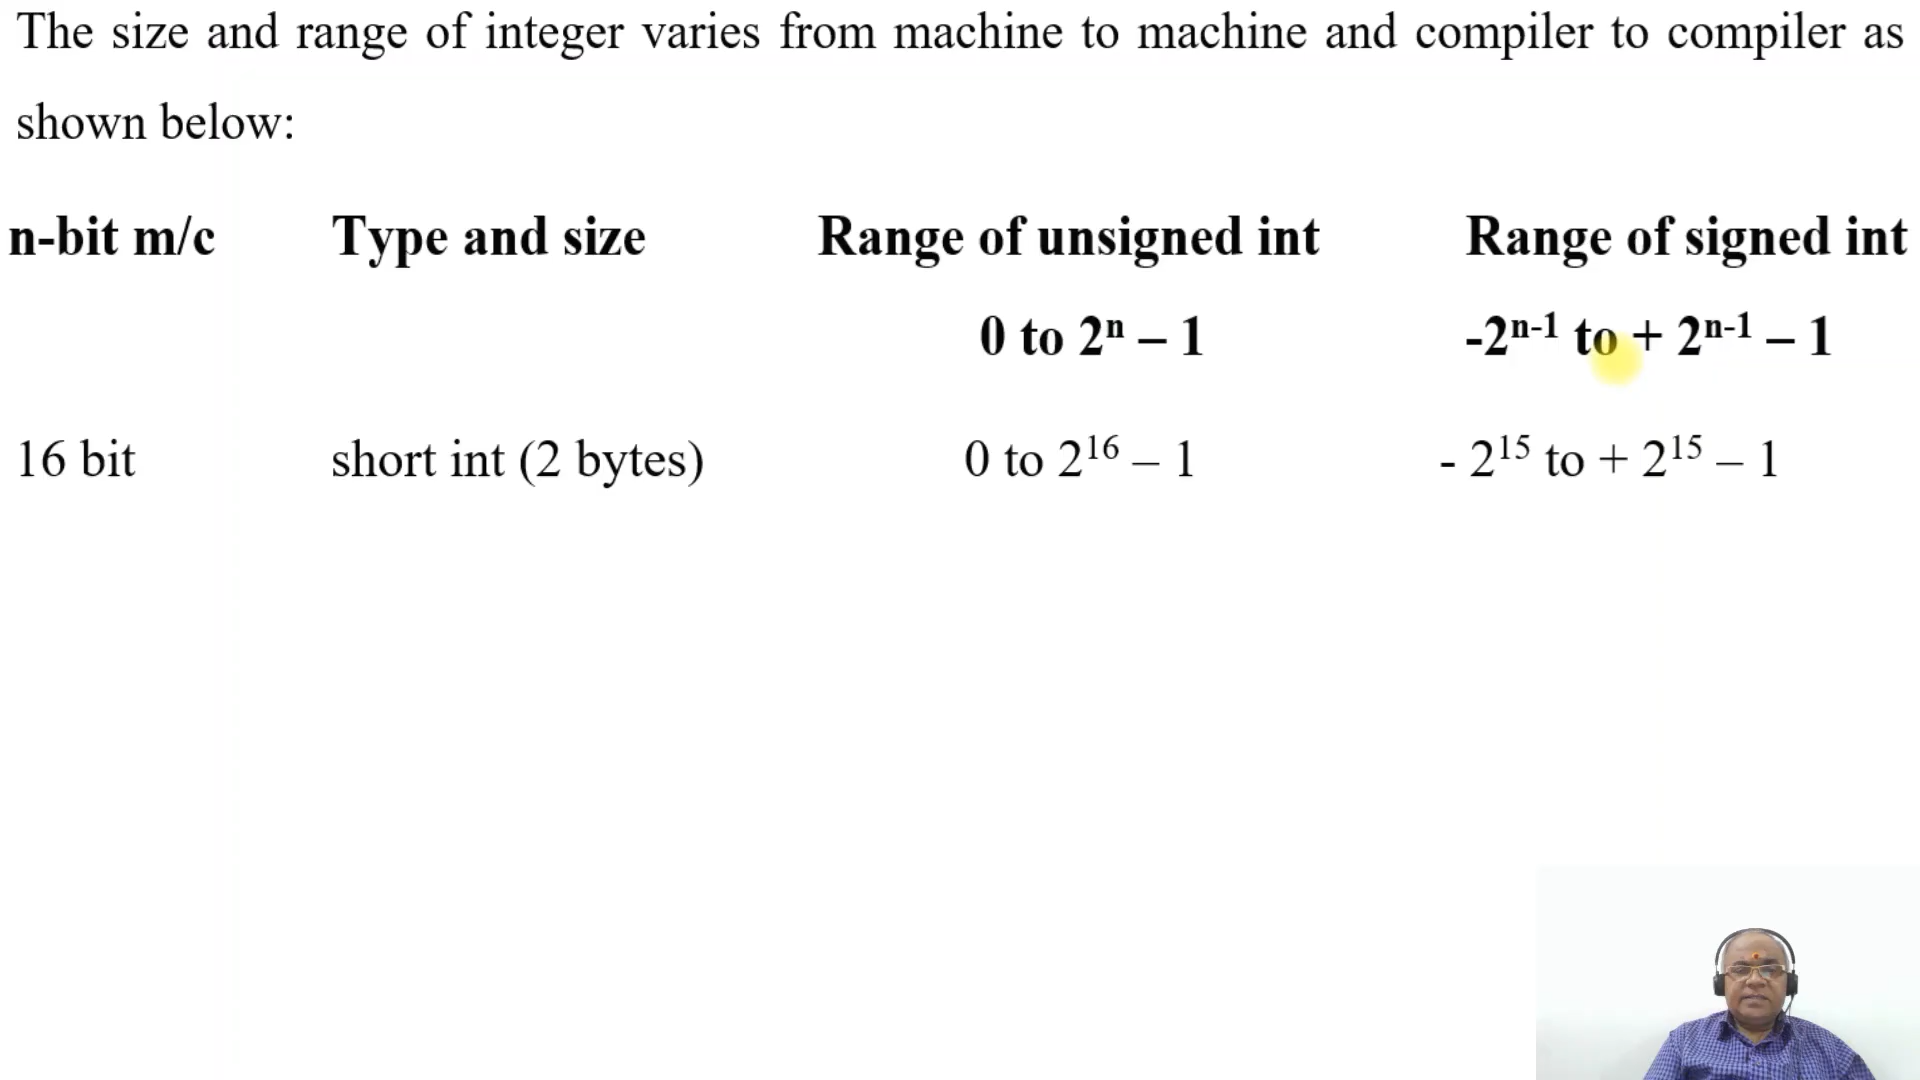 The size and range of integer varies from machine to machine and compiler to compiler as
shown below:
n-bit m/c Type and size Range of unsigned int Range of signed int
0 to 2ⁿ – 1 -2ⁿ⁻¹ to + 2ⁿ⁻¹ – 1
16 bit short int (2 bytes) 0 to 2¹⁶ – 1 - 2¹⁵ to + 2¹⁵ – 1